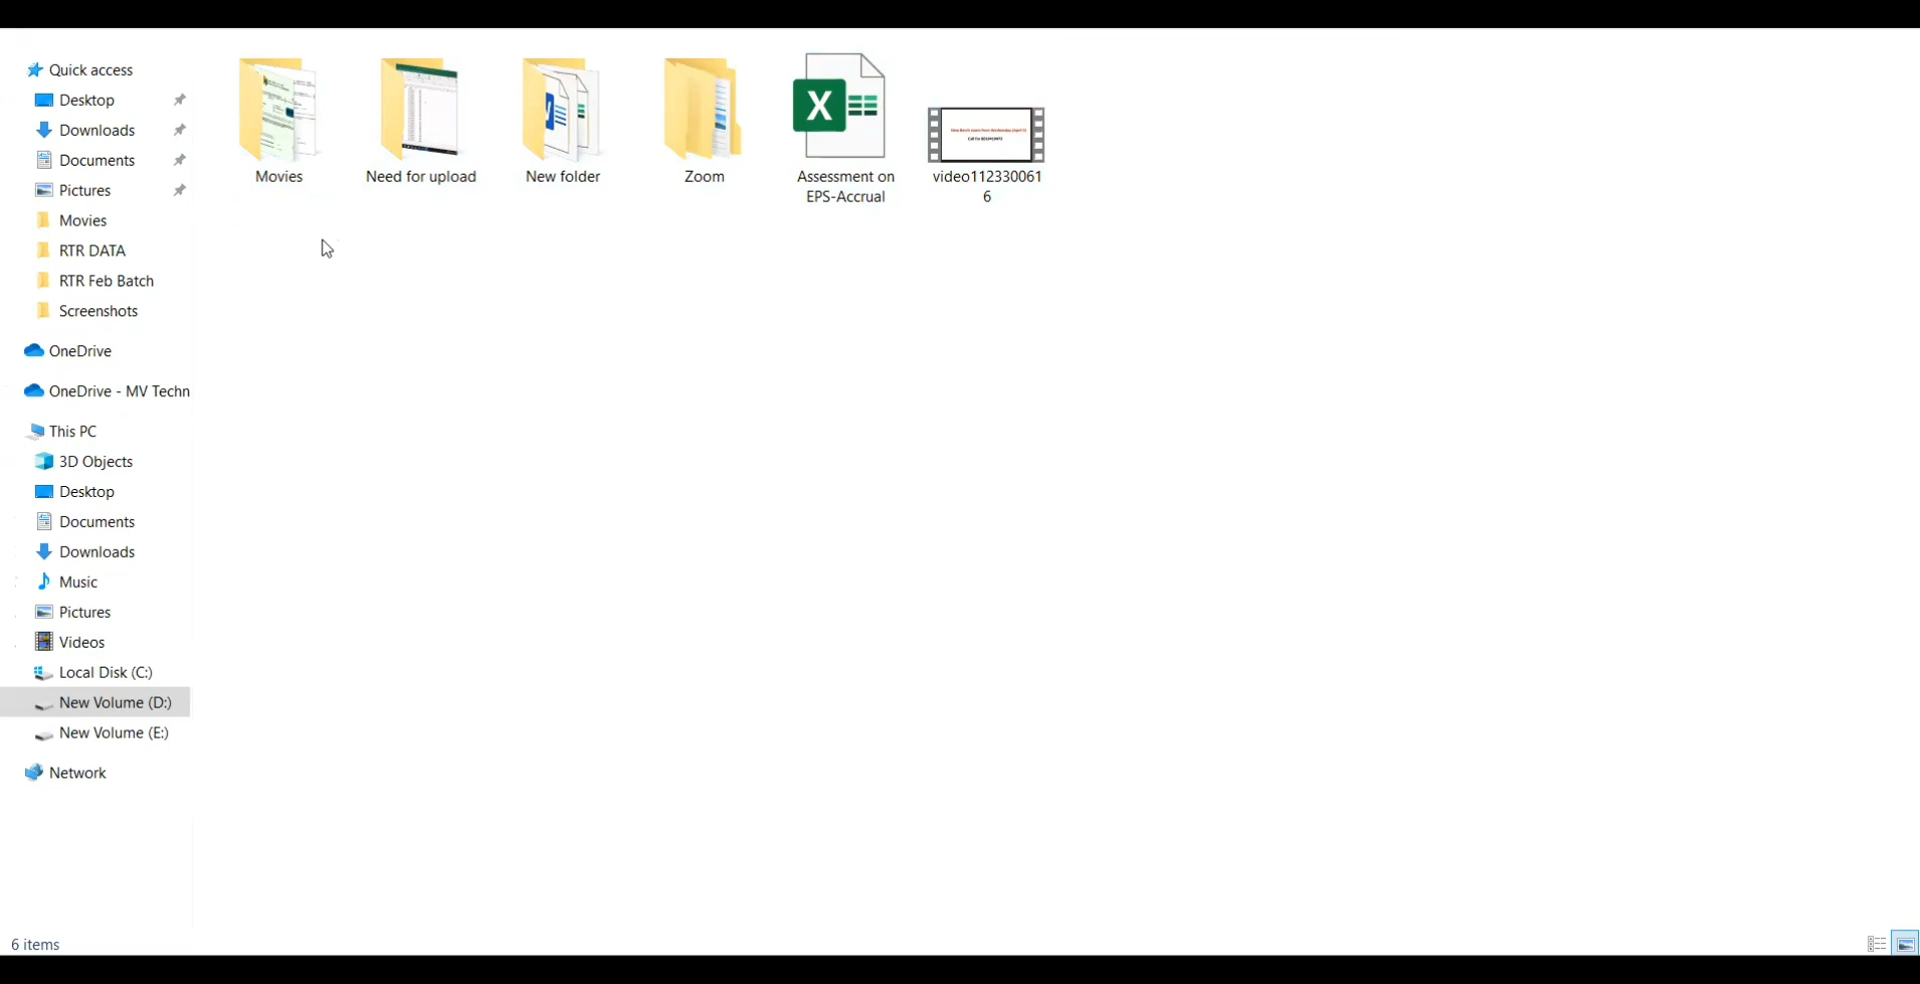 Quick access
Desktop
Downloads
Documents
Pictures
Movies
RTR DATA
RTR Feb Batch
Screenshots
OneDrive
OneDrive - MV Techn
This PC
3D Objects
Desktop
Documents
Downloads
Music
Pictures
Videos
Local Disk (C:)
New Volume (D:)
New Volume (E:)
Network
Movies
Need for upload
New folder
Zoom
Assessment on
EPS-Accrual
video112330061
6
6 items